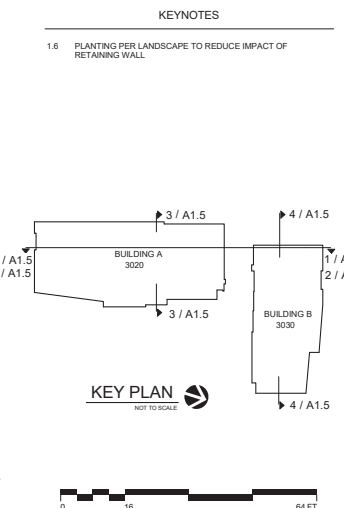 KEYNOTES
1.6 PLANTING PER LANDSCAPE TO REDUCE IMPACT OF
RETAINING WALL
3 / A1.5
4 / A1.5
BUILDING A
3020
/ A1.5
/ A1.5
1 / A
2 / A
BUILDING B
3030
3 / A1.5
KEY PLAN
NOT TO SCALE
4 / A1.5
0 16 64 FT